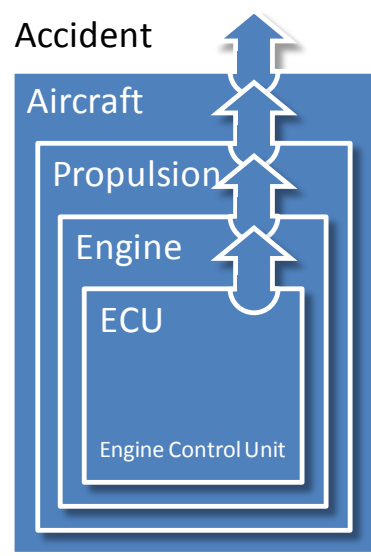 Accident
Aircraft
Propulsion
Engine
ECU
Engine Control Unit